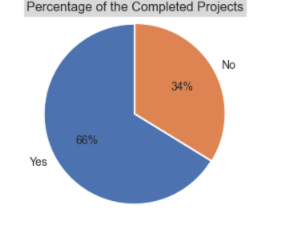 Percentage of the Completed Projects
No
34%
66%
Yes